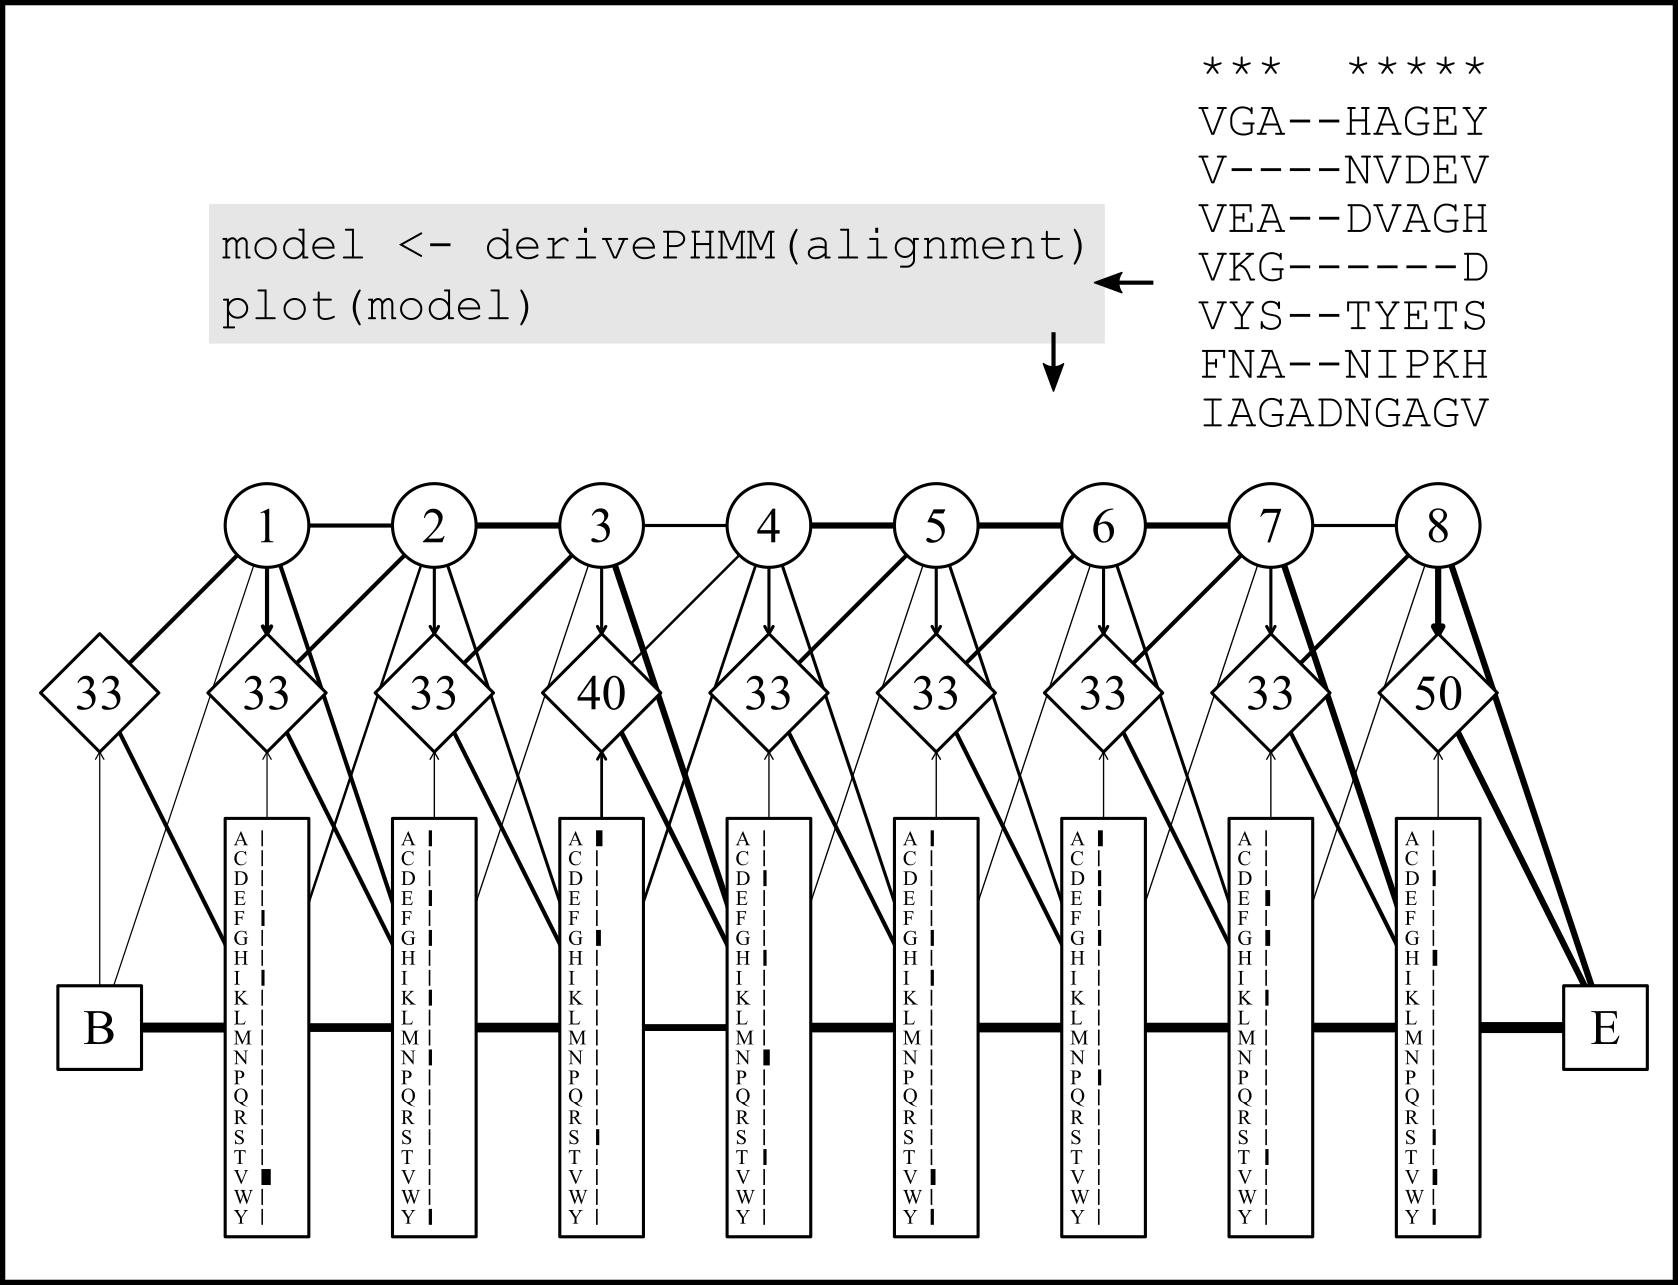 *** *****
VGA--HAGEY
V----NVDEV
VEA--DVAGH
VKG------D
VYS--TYETS
FNA--NIPKH
IAGADNGAGV
model <- derivePHMM(alignment)
plot(model)
1 2 3 4 5 6 7 8
33 33 33 40 33 33 33 33 50
A A A A A A A A
C C C C C C C C
D D D D D D D D
E E E E E E E E
F F F F F F F F
G G G G G G G G
H H H H H H H H
I I I I I I I I
K K K K K K K K
L L L L L L L L
B M M M M M M M M E
N N N N N N N N
P P P P P P P P
Q Q Q Q Q Q Q Q
R R R R R R R R
S S S S S S S S
T T T T T T T T
V V V V V V V V
W W W W W W W W
Y Y Y Y Y Y Y Y